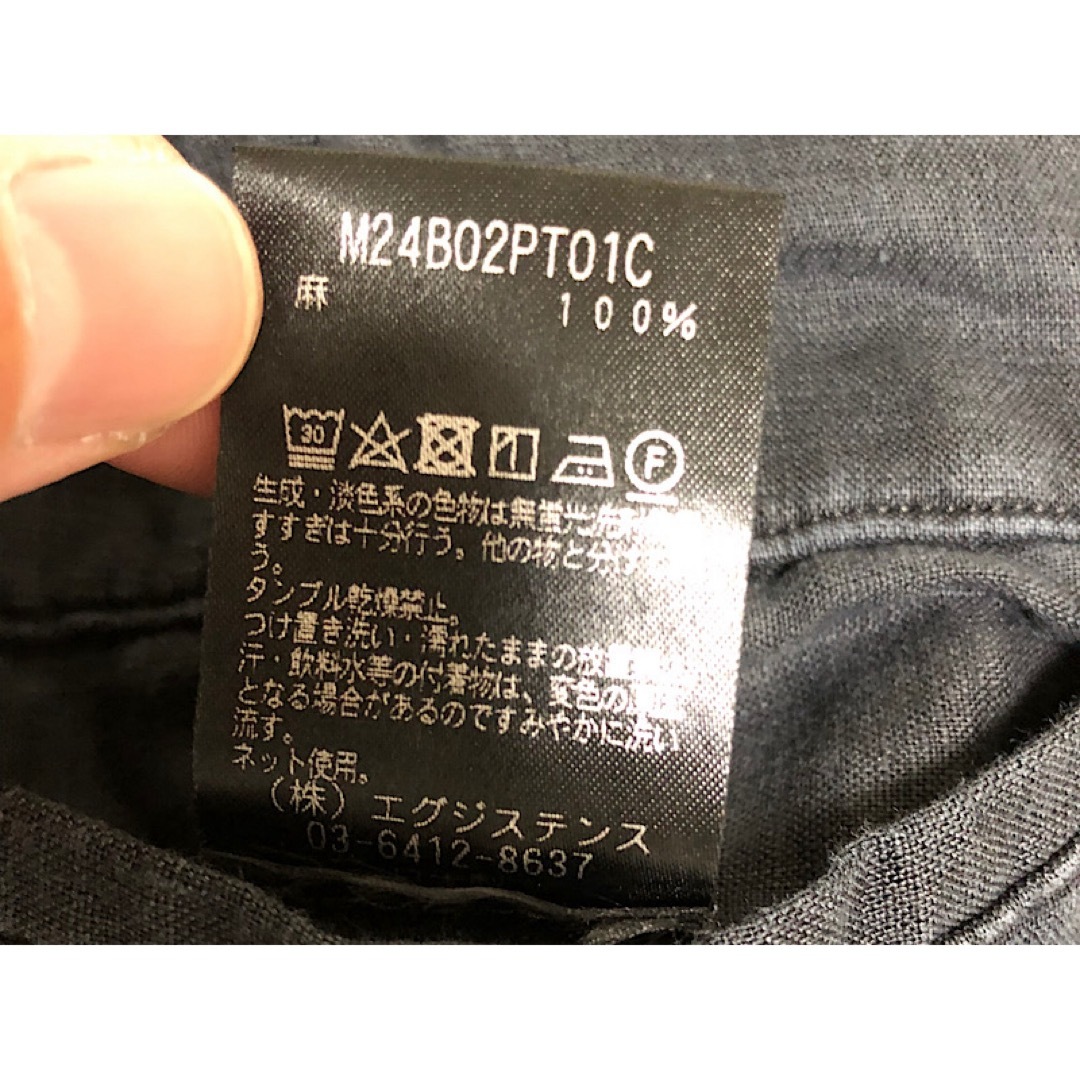 M24B02PT01C
麻 100%
30
F
生成・淡色系の色物は無蛍光洗剤
すすぎは十分行う。他の物と分け
う。
タンブル乾燥禁止。
つけ置き洗い・濡れたままの放置
汗・飲料水等の付着物は、変色の
となる場合があるのですみやかに洗い
流す。
ネット使用。
(株) エグジステンス
03-6412-8637